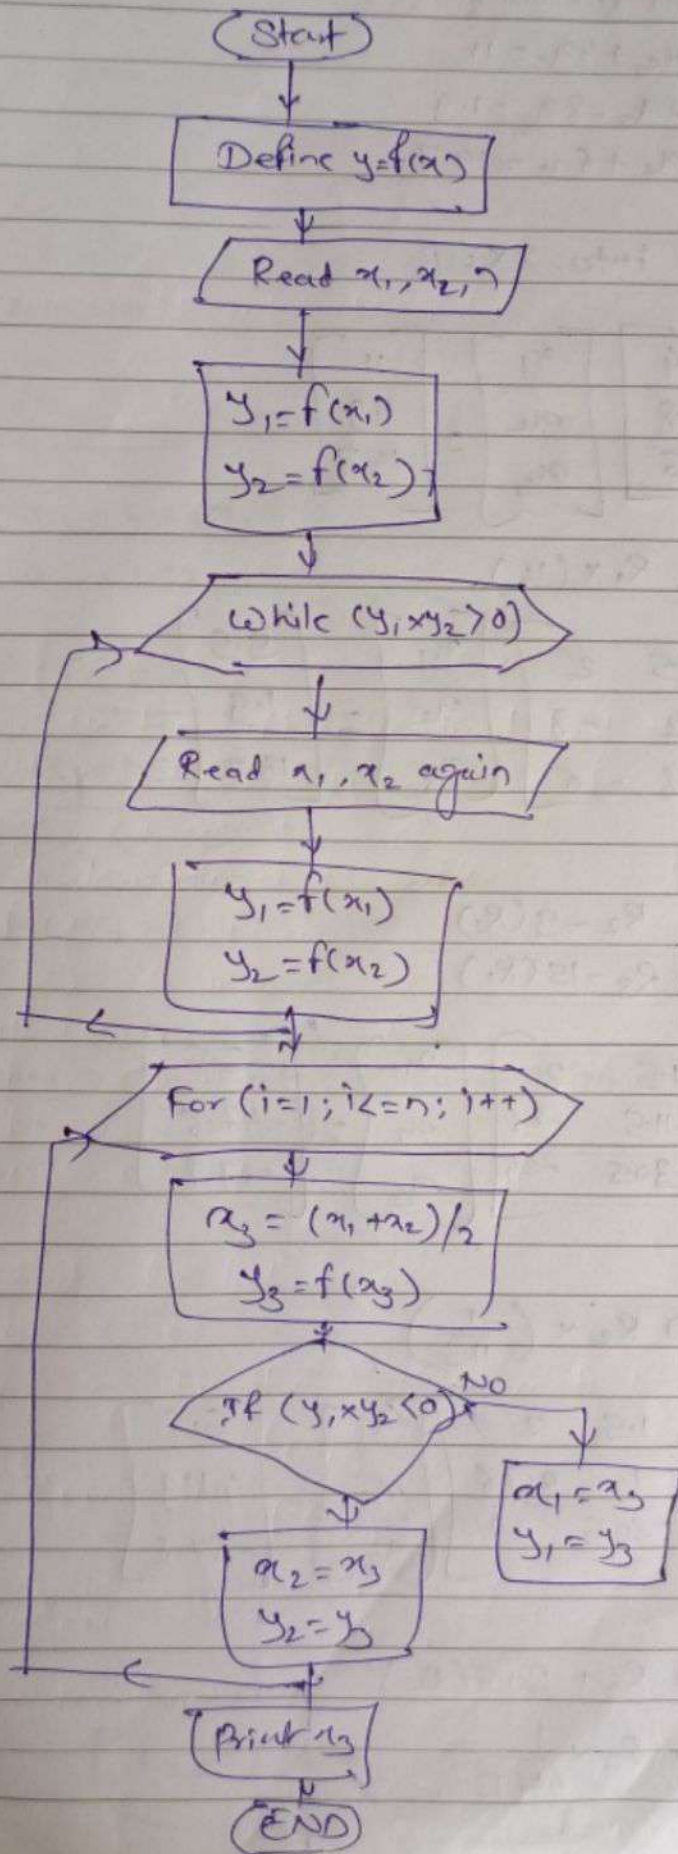 Start
Define y=f(x)
Read x₁, x₂, n
y₁=f(x₁)
y₂=f(x₂)
While (y₁×y₂>0)
Read x₁, x₂ again
y₁=f(x₁)
y₂=f(x₂)
For (i=1; i<=n; i++)
x₃ = (x₁+x₂)/2
y₃=f(x₃)
If (y₁×y₂<0)
NO
x₁=x₃
y₁=y₃
x₂=x₃
y₂=y₃
Print x₃
END